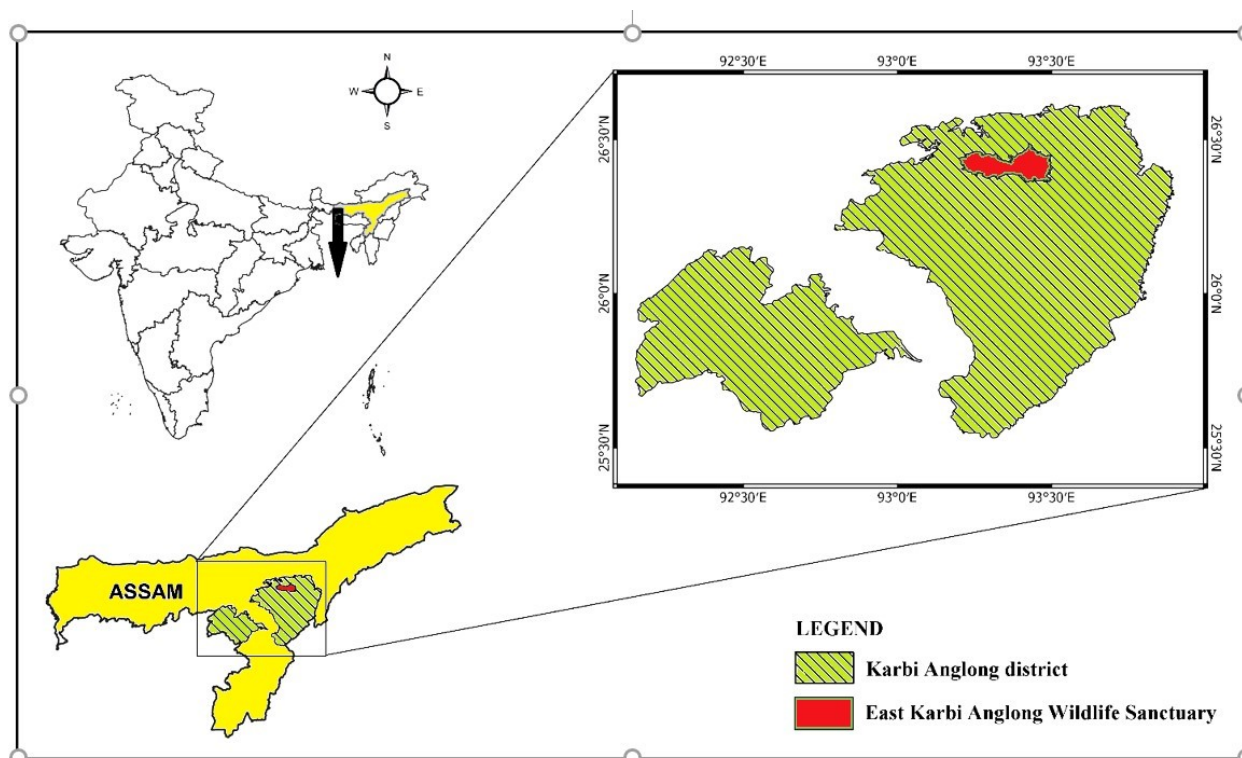 N
W E
S
92°30′E 93°0′E 93°30′E
26°30′N 26°30′N
26°0′N 26°0′N
25°30′N 25°30′N
92°30′E 93°0′E 93°30′E
ASSAM
LEGEND
Karbi Anglong district
East Karbi Anglong Wildlife Sanctuary